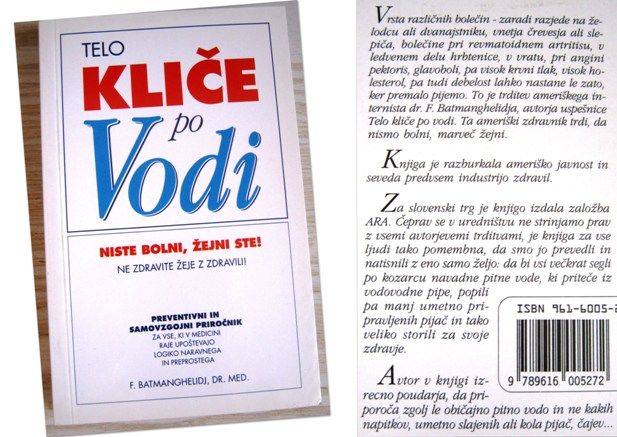 TELO
KLIČE
po
Vodi
NISTE BOLNI, ŽEJNI STE!
NE ZDRAVITE ŽEJE Z ZDRAVILI!
PREVENTIVNI IN
SAMOVZGOJNI PRIROČNIK
ZA VSE, KI V MEDICINI
RAJE UPOŠTEVAJO
LOGIKO NARAVNEGA
IN PREPROSTEGA
F. BATMANGHELIDJ, DR. MED.
Vrsta različnih bolečin - zaradi razjede na že-
lodcu ali dvanajstniku, vnetja črevesja ali sle-
piča, bolečine pri revmatoidnem artritisu, v
ledvenem delu hrbtenice, v vratu, pri angini
pektoris, glavoboli, pa visok krvni tlak, visok ho-
lesterol, pa tudi debelost lahko nastane le zato,
ker premalo pijemo. To je trditev ameriškega in-
ternista dr. F. Batmanghelidja, avtorja uspešnice
Telo kliče po vodi. Ta ameriški zdravnik trdi, da
nismo bolni, marveč žejni.
Knjiga je razburkala ameriško javnost in
seveda predvsem industrijo zdravil.
Za slovenski trg je knjigo izdala založba
ARA. Čeprav se v uredništvu ne strinjamo prav
z vsemi avtorjevemi trditvami, je knjiga za vse
ljudi tako pomembna, da smo jo prevedli in
natisnili z eno samo željo: da bi vsi večkrat segli
po kozarcu navadne pitne vode, ki priteče iz
vodovodne pipe, popili
pa manj umetno pri-
pravljenih pijač in tako
veliko storili za svoje
zdravje.
ISBN 961-6005-2
9 789616 005272
Avtor v knjigi iz-
recno poudarja, da pri-
poroča zgolj le običajno pitno vodo in ne kakih
napitkov, umetno slajenih ali kola pijač, čajev...